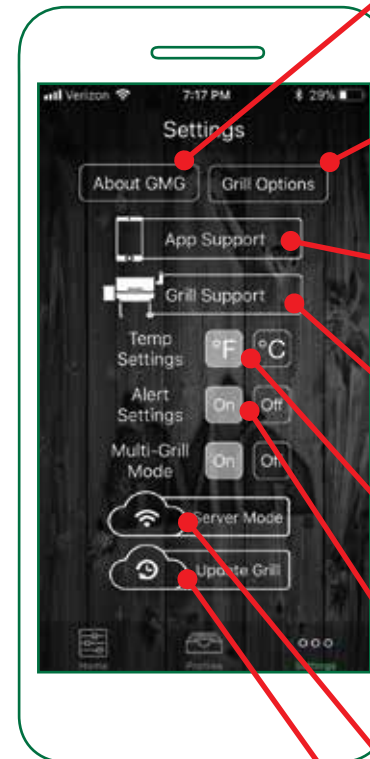 Verizon 7:17 PM 29%
Settings
About GMG Grill Options
App Support
Grill Support
Temp
Settings
°F °C
Alert
Settings
On Off
Multi-Grill
Mode
On Off
Server Mode
Update Grill
Home Profiles Settings